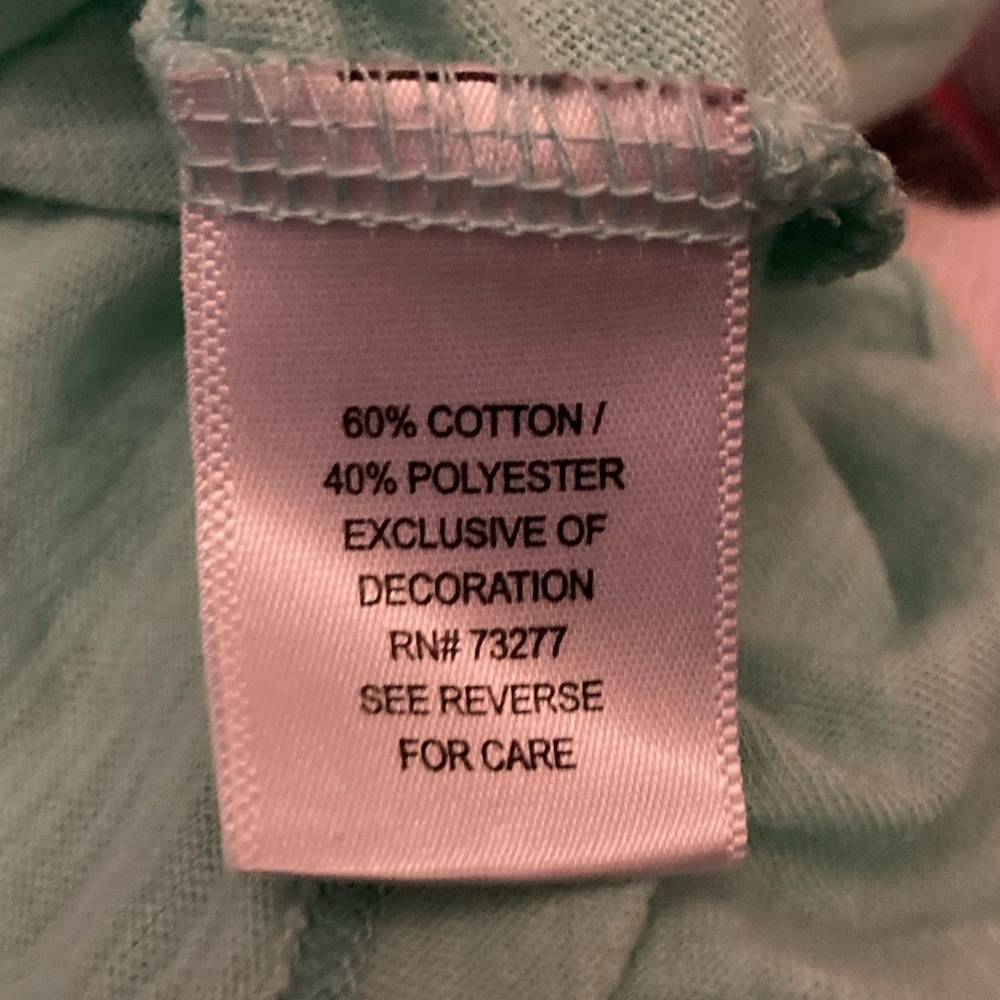 60% COTTON /
40% POLYESTER
EXCLUSIVE OF
DECORATION
RN# 73277
SEE REVERSE
FOR CARE